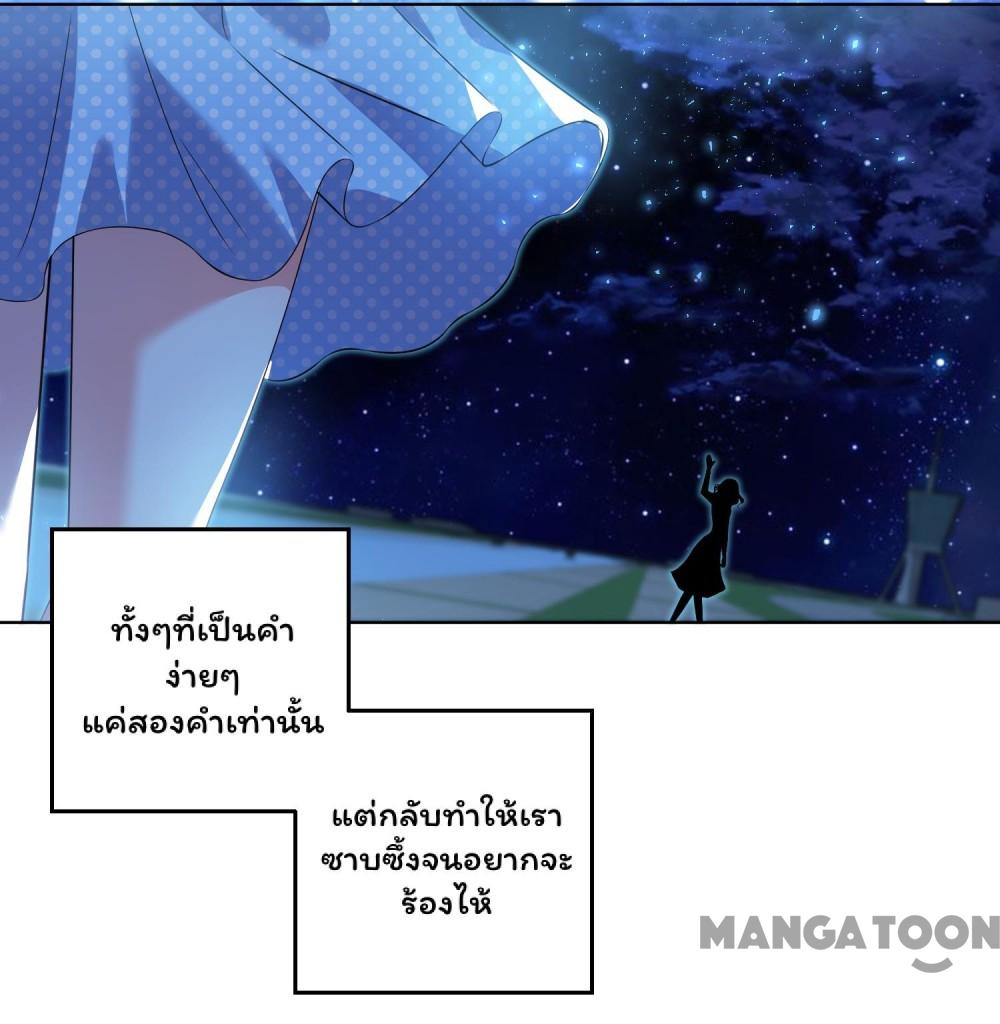 ทั้งๆที่เป็นคำ
ง่ายๆ
แค่สองคำเท่านั้น
แต่กลับทำให้เรา
ซาบซึ้งจนอยากจะ
ร้องไห้
MANGATOON